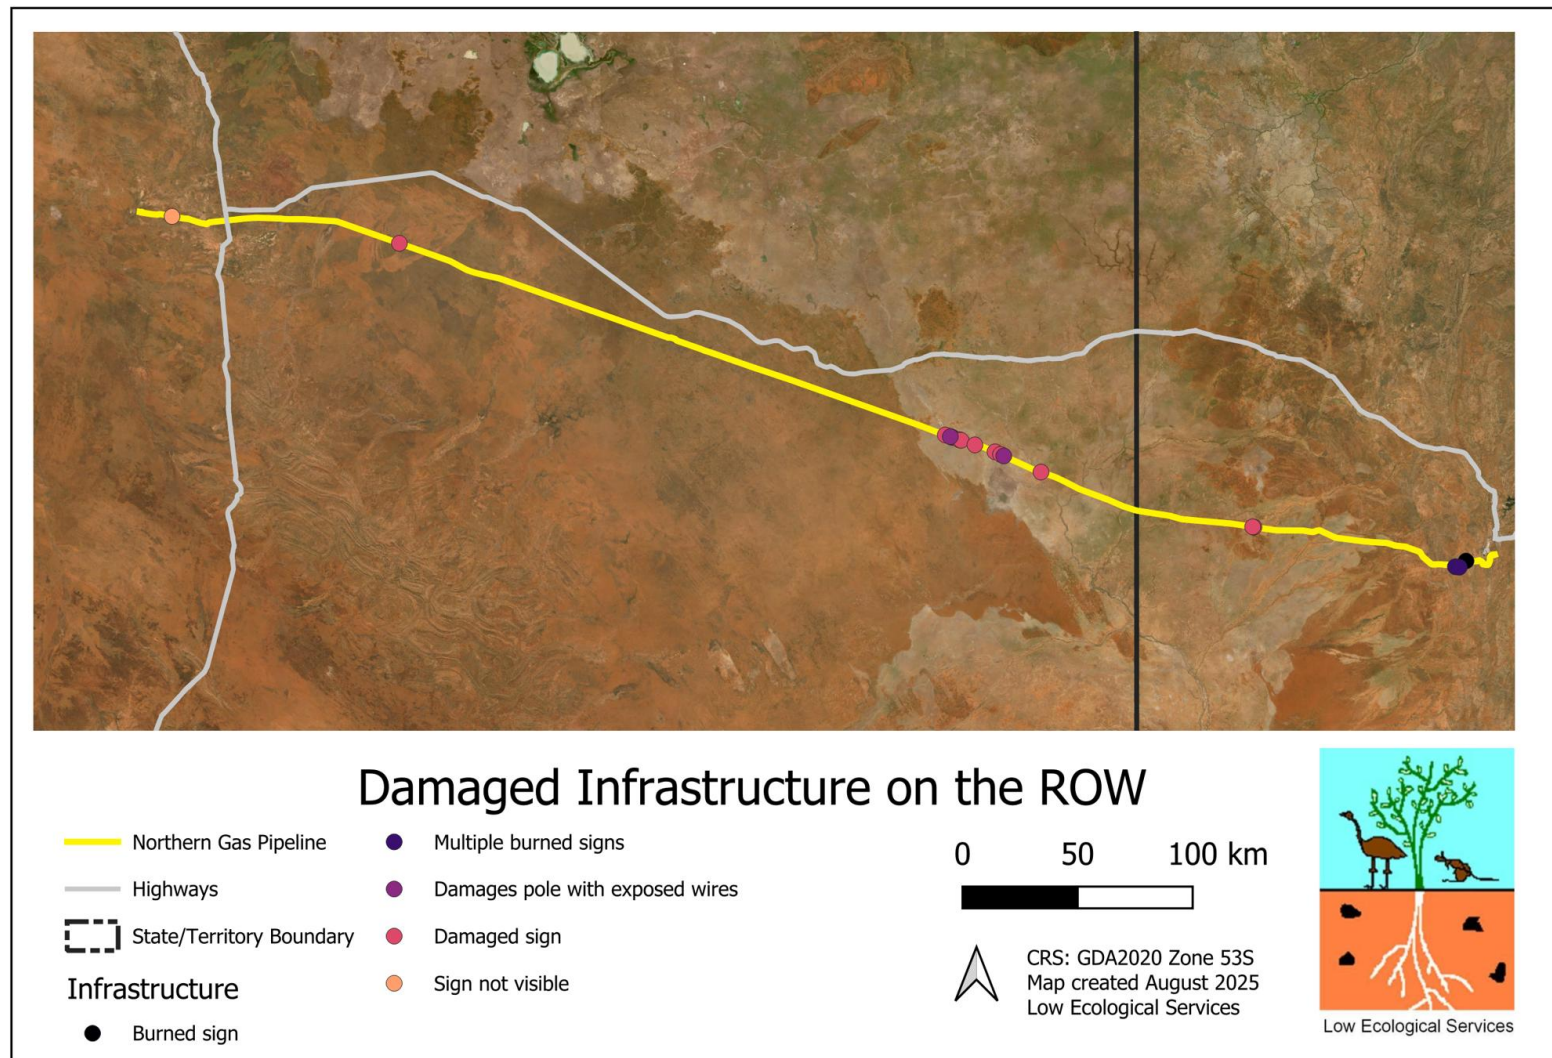 Damaged Infrastructure on the ROW
Northern Gas Pipeline
Highways
State/Territory Boundary
Infrastructure
Burned sign
Multiple burned signs
Damages pole with exposed wires
Damaged sign
Sign not visible
0 50 100 km
CRS: GDA2020 Zone 53S
Map created August 2025
Low Ecological Services
Low Ecological Services